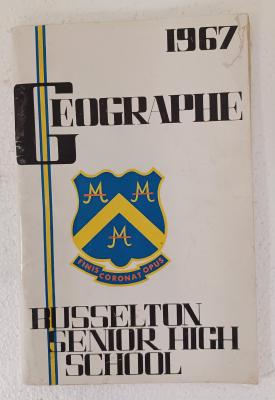 1967
GEOGRAPHE
M M
M
FINIS CORONAT OPUS
BUSSELTON
SENIOR HIGH
SCHOOL